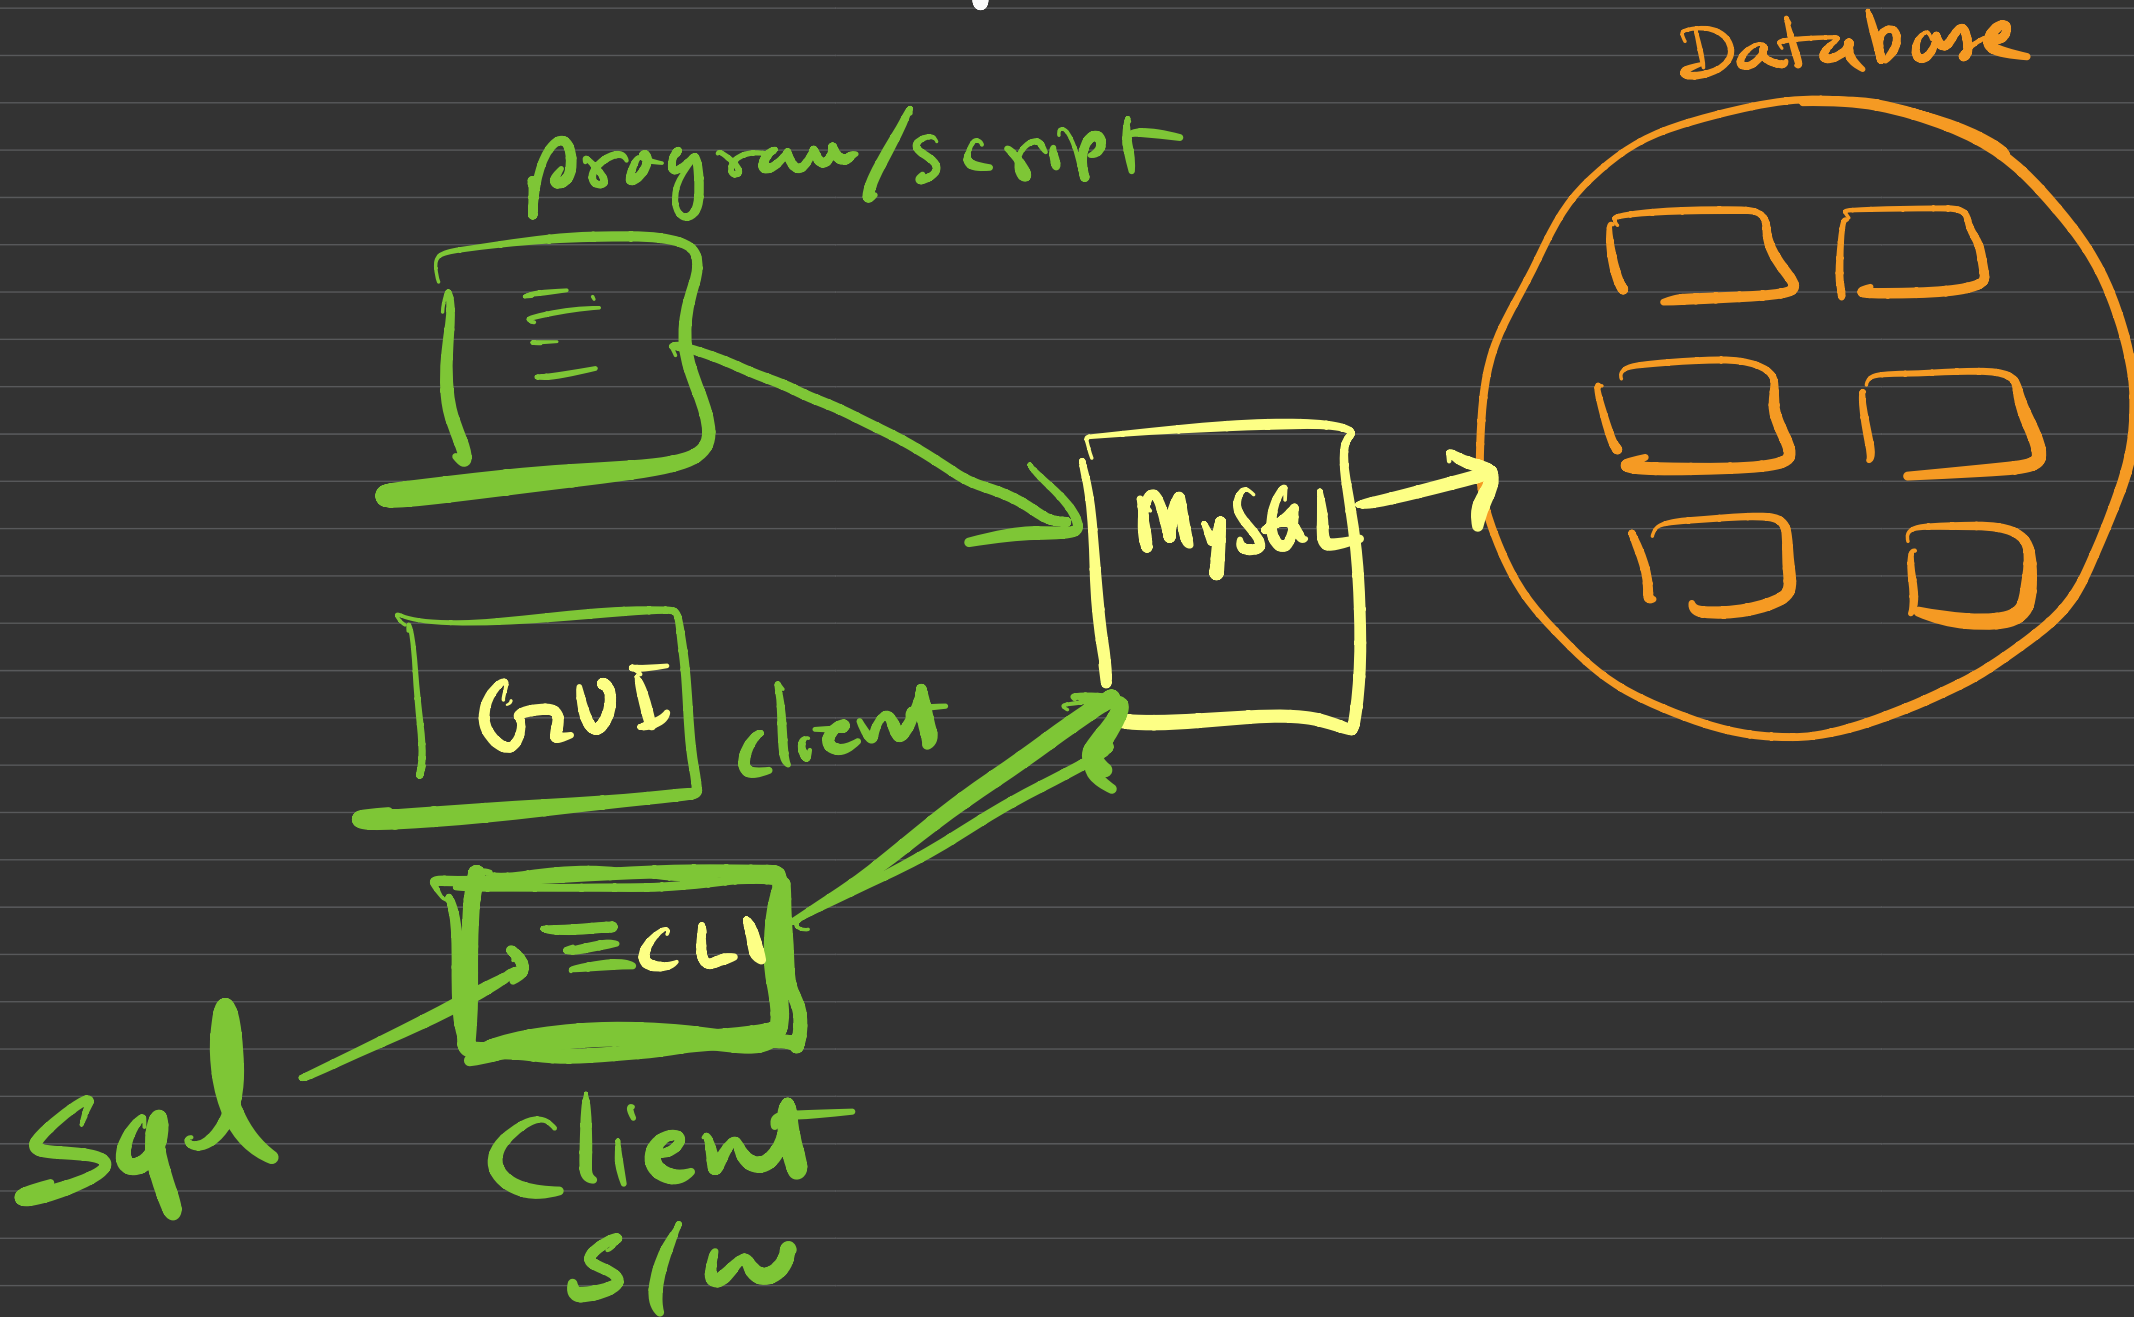 Database
program/script
MySQL
GUI
client
CLI
sql
Client
s/w